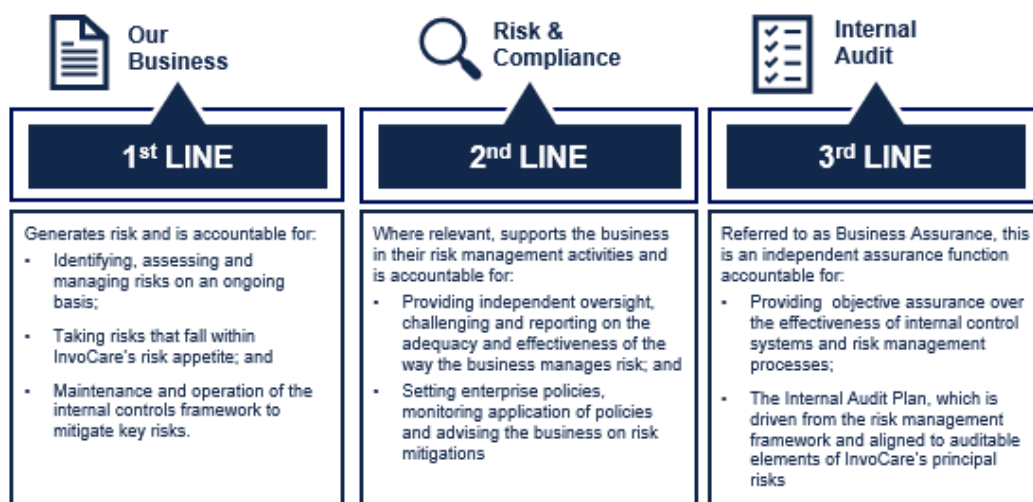 Our
Business
Risk &
Compliance
Internal
Audit
1st LINE
2nd LINE
3rd LINE
Generates risk and is accountable for:
▪ Identifying, assessing and
managing risks on an ongoing
basis;
▪ Taking risks that fall within
InvoCare's risk appetite; and
▪ Maintenance and operation of the
internal controls framework to
mitigate key risks.
Where relevant, supports the business
in their risk management activities and
is accountable for:
▪ Providing independent oversight,
challenging and reporting on the
adequacy and effectiveness of the
way the business manages risk; and
▪ Setting enterprise policies,
monitoring application of policies
and advising the business on risk
mitigations
Referred to as Business Assurance, this
is an independent assurance function
accountable for:
▪ Providing objective assurance over
the effectiveness of internal control
systems and risk management
processes;
▪ The Internal Audit Plan, which is
driven from the risk management
framework and aligned to auditable
elements of InvoCare's principal
risks